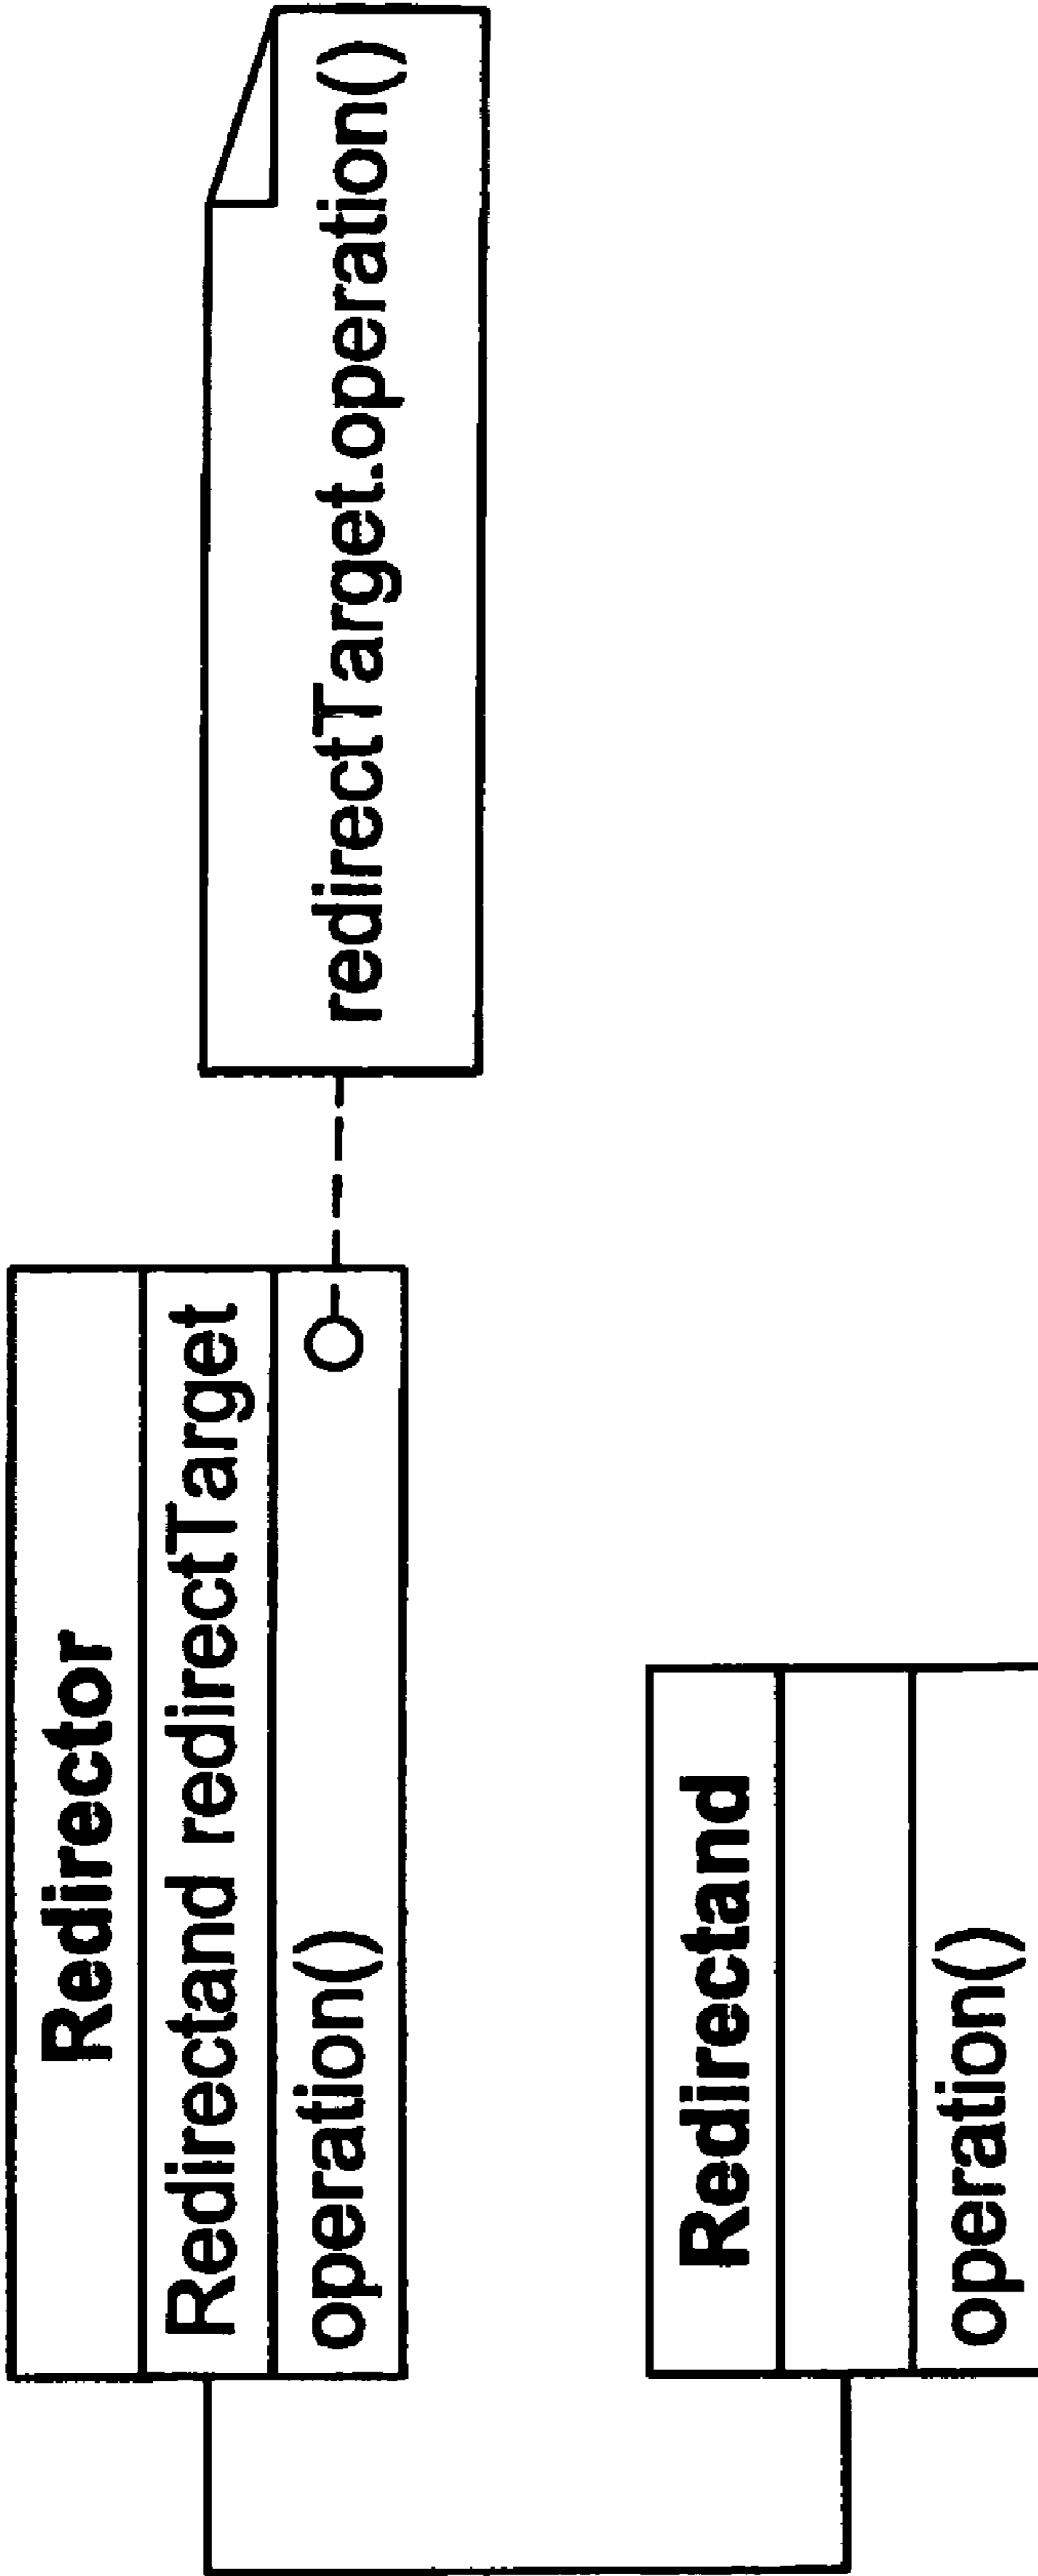 Redirector
Redirectand redirectTarget
operation()
redirectTarget.operation()
Redirectand
operation()